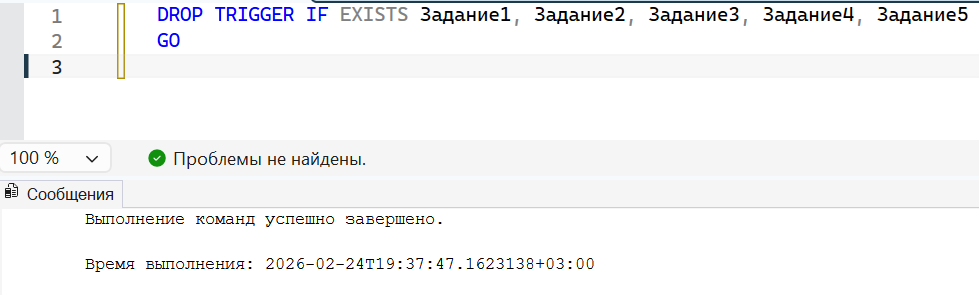 1 DROP TRIGGER IF EXISTS Задание1, Задание2, Задание3, Задание4, Задание5
2 GO
3
100 % Проблемы не найдены.
Сообщения
Выполнение команд успешно завершено.
Время выполнения: 2026-02-24T19:37:47.1623138+03:00